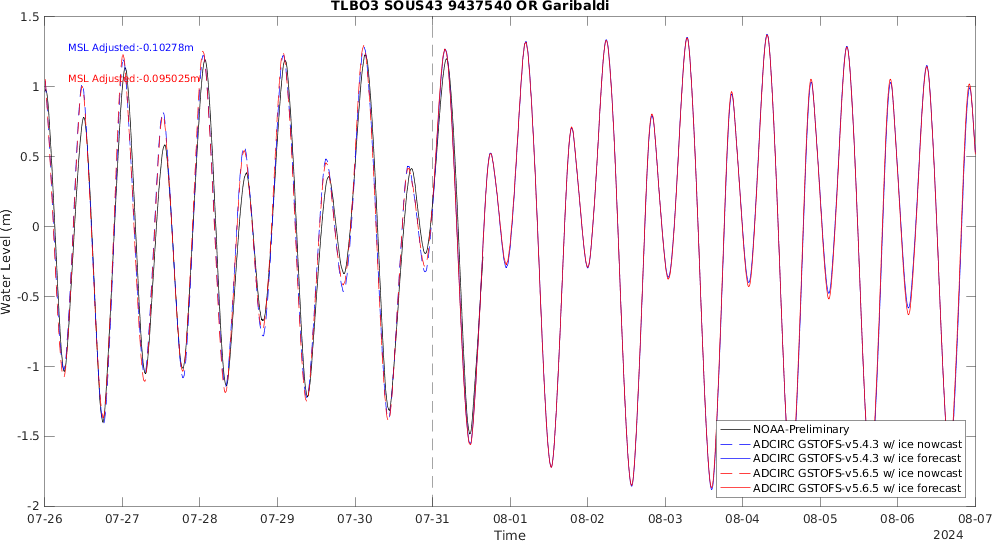 TLBO3 SOUS43 9437540 OR Garibaldi
1.5
MSL Adjusted:-0.10278m
MSL Adjusted:-0.095025m
1
0.5
0
-0.5
-1
-1.5
-2
Water Level (m)
NOAA-Preliminary
ADCIRC GSTOFS-v5.4.3 w/ ice nowcast
ADCIRC GSTOFS-v5.4.3 w/ ice forecast
ADCIRC GSTOFS-v5.6.5 w/ ice nowcast
ADCIRC GSTOFS-v5.6.5 w/ ice forecast
07-26 07-27 07-28 07-29 07-30 07-31 08-01 08-02 08-03 08-04 08-05 08-06 08-07
Time
2024